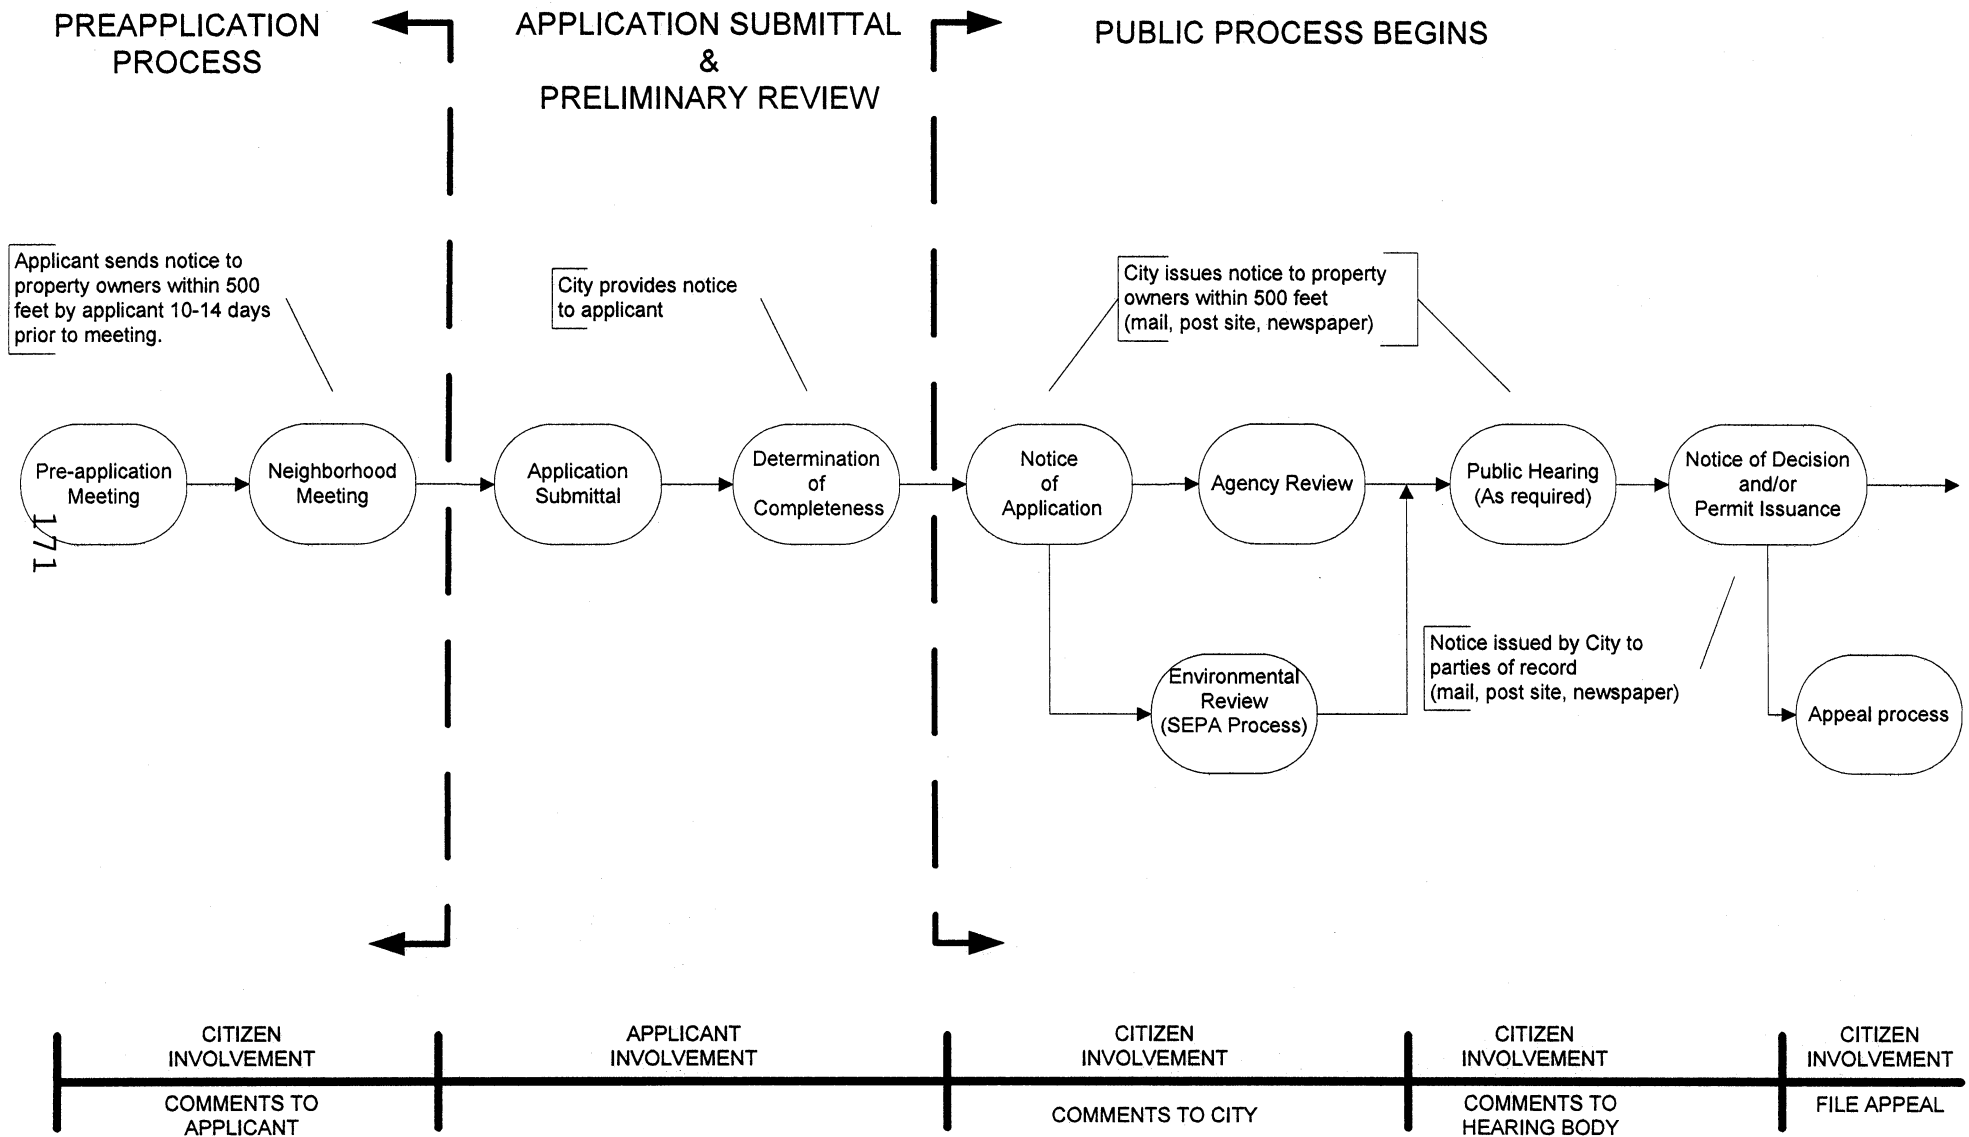 PREAPPLICATION
PROCESS
APPLICATION SUBMITTAL
&
PRELIMINARY REVIEW
PUBLIC PROCESS BEGINS
Applicant sends notice to
property owners within 500
feet by applicant 10-14 days
prior to meeting.
City provides notice
to applicant
City issues notice to property
owners within 500 feet
(mail, post site, newspaper)
Pre-application
Meeting
Neighborhood
Meeting
Application
Submittal
Determination
of
Completeness
Notice
of
Application
Agency Review
Public Hearing
(As required)
Notice of Decision
and/or
Permit Issuance
171
Environmental
Review
(SEPA Process)
Notice issued by City to
parties of record
(mail, post site, newspaper)
Appeal process
CITIZEN
INVOLVEMENT
COMMENTS TO
APPLICANT
APPLICANT
INVOLVEMENT
CITIZEN
INVOLVEMENT
COMMENTS TO CITY
CITIZEN
INVOLVEMENT
COMMENTS TO
HEARING BODY
CITIZEN
INVOLVEMENT
FILE APPEAL